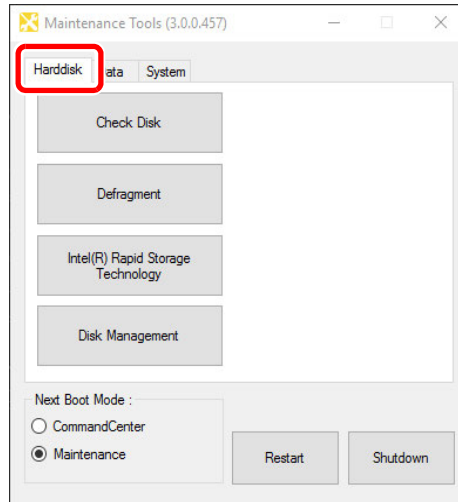 Maintenance Tools (3.0.0.457)
Harddisk ata System
Check Disk
Defragment
Intel(R) Rapid Storage
Technology
Disk Management
Next Boot Mode :
CommandCenter
Maintenance
Restart Shutdown